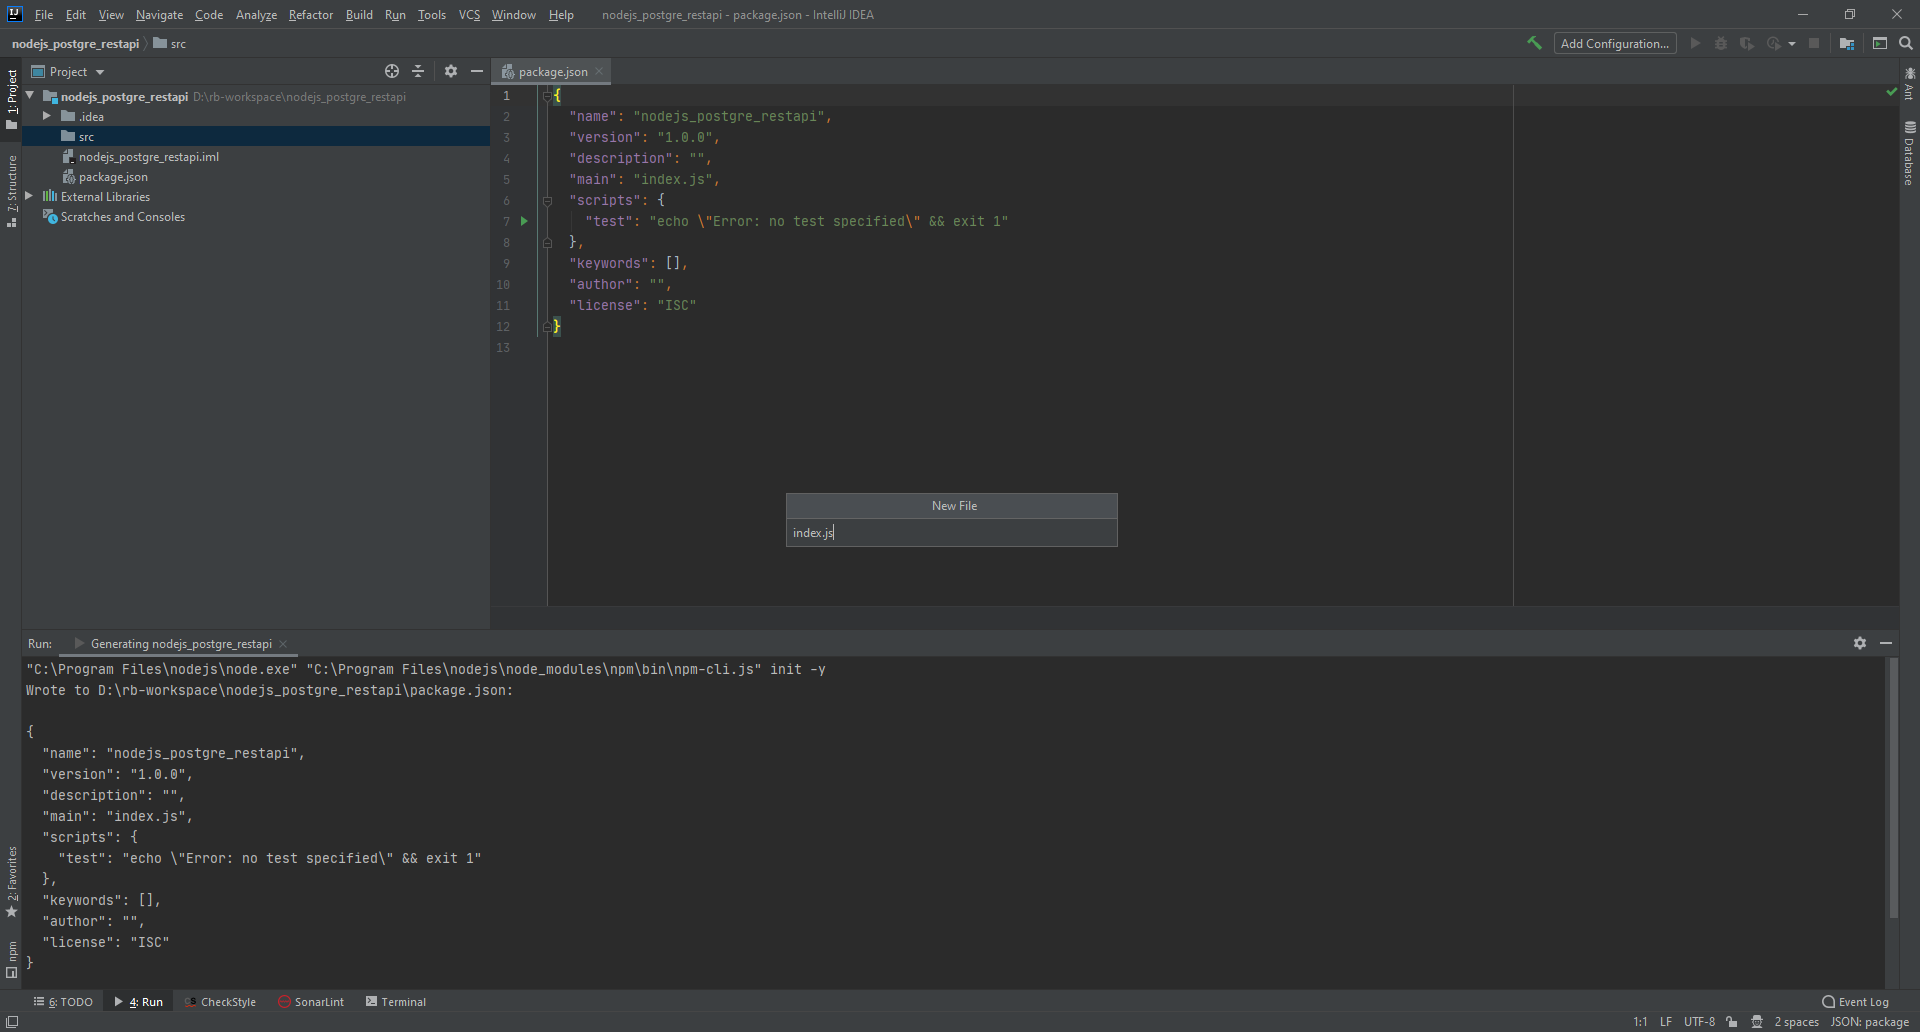 File Edit View Navigate Code Analyze Refactor Build Run Tools VCS Window Help nodejs_postgre_restapi - package.json - IntelliJ IDEA
nodejs_postgre_restapi src
Add Configuration...
1: Project
7: Structure
2: Favorites
npm
Project
nodejs_postgre_restapi D:\rb-workspace\nodejs_postgre_restapi
.idea
src
nodejs_postgre_restapi.iml
package.json
External Libraries
Scratches and Consoles
package.json
1 {
2 "name": "nodejs_postgre_restapi",
3 "version": "1.0.0",
4 "description": "",
5 "main": "index.js",
6 "scripts": {
7 "test": "echo \"Error: no test specified\" && exit 1"
8 },
9 "keywords": [],
10 "author": "",
11 "license": "ISC"
12 }
13
New File
index.js
Ant
Database
Run: Generating nodejs_postgre_restapi
"C:\Program Files\nodejs\node.exe" "C:\Program Files\nodejs\node_modules\npm\bin\npm-cli.js" init -y
Wrote to D:\rb-workspace\nodejs_postgre_restapi\package.json:
{
"name": "nodejs_postgre_restapi",
"version": "1.0.0",
"description": "",
"main": "index.js",
"scripts": {
"test": "echo \"Error: no test specified\" && exit 1"
},
"keywords": [],
"author": "",
"license": "ISC"
}
6: TODO 4: Run CheckStyle SonarLint Terminal Event Log
1:1 LF UTF-8 2 spaces JSON: package